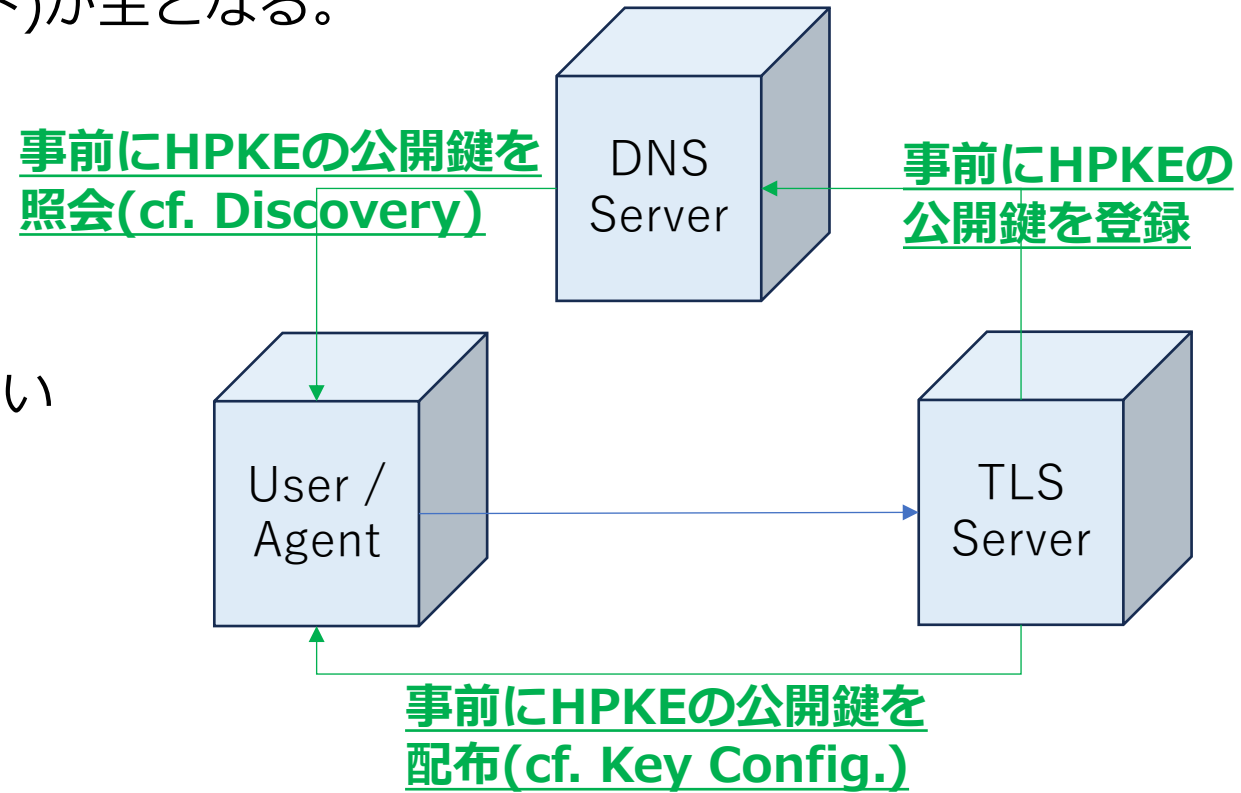 ト)が主となる。
事前にHPKEの公開鍵を
照会(cf. Discovery)
DNS
Server
事前にHPKEの
公開鍵を登録
い
User /
Agent
TLS
Server
事前にHPKEの公開鍵を
配布(cf. Key Config.)